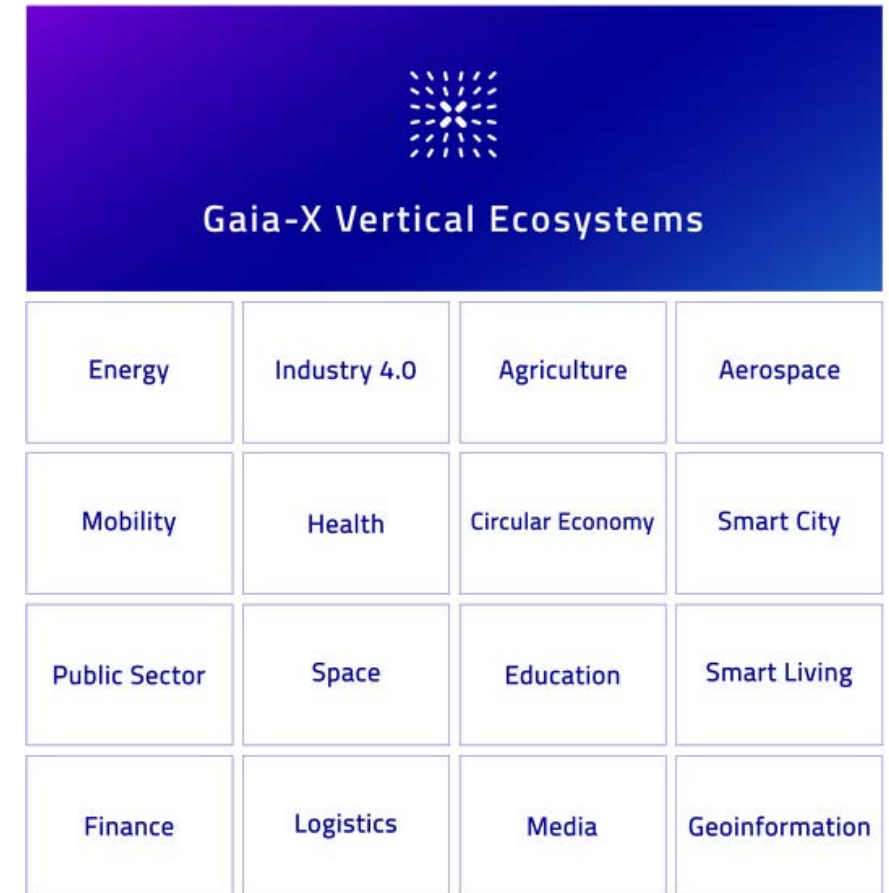 Gaia-X Vertical Ecosystems
Energy
Industry 4.0
Agriculture
Aerospace
Mobility
Health
Circular Economy
Smart City
Public Sector
Space
Education
Smart Living
Finance
Logistics
Media
Geoinformation